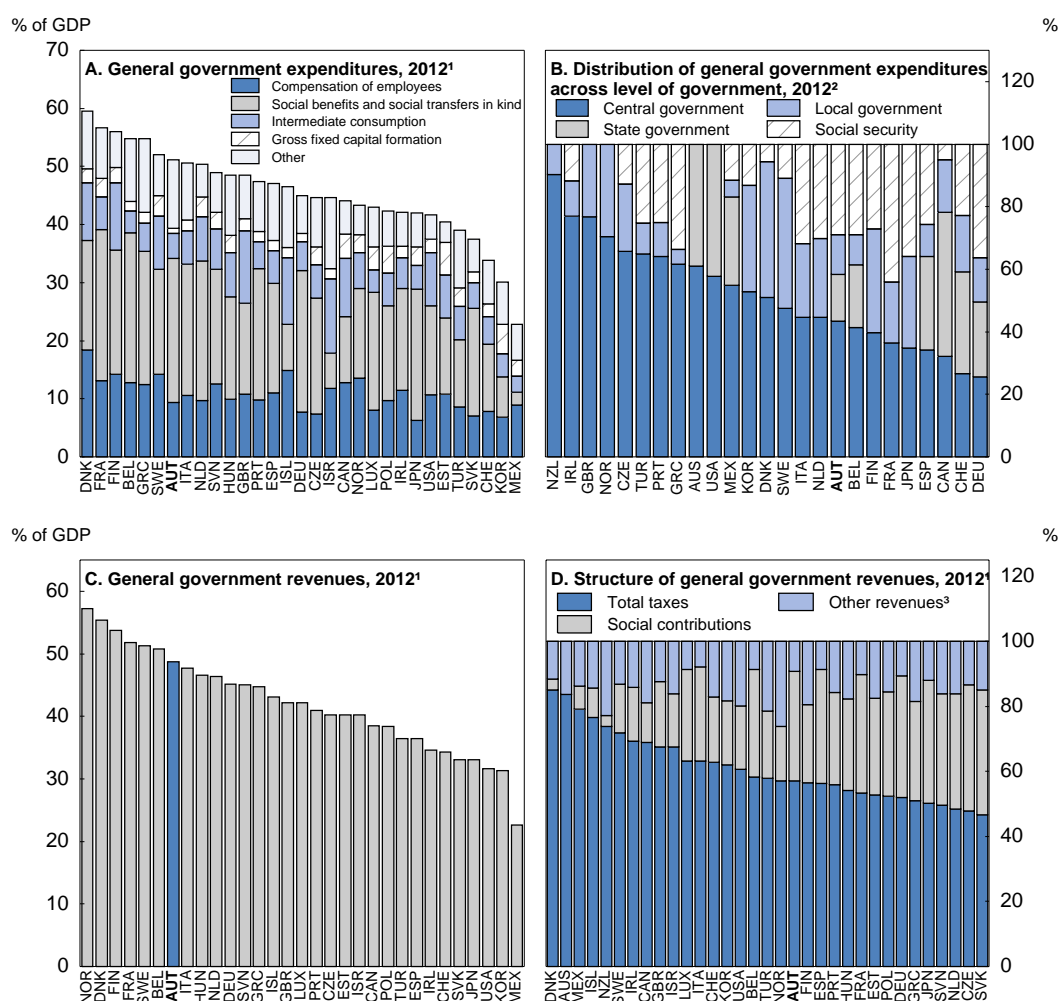 % of GDP
%
A. General government expenditures, 2012¹
Compensation of employees
Social benefits and social transfers in kind
Intermediate consumption
Gross fixed capital formation
Other
70
60
50
40
30
20
10
0
DNK
FRA
FIN
BEL
GRC
SWE
AUT
ITA
NLD
SVN
HUN
GBR
PRT
ESP
ISL
DEU
CZE
ISR
CAN
NOR
LUX
POL
IRL
JPN
USA
EST
TUR
SVK
CHE
KOR
MEX
B. Distribution of general government expenditures
across level of government, 2012²
Central government
Local government
State government
Social security
120
100
80
60
40
20
0
NZL
IRL
GBR
NOR
CZE
TUR
PRT
GRC
AUS
USA
MEX
KOR
DNK
SWE
ITA
NLD
AUT
BEL
FIN
FRA
JPN
ESP
CAN
CHE
DEU
% of GDP
%
C. General government revenues, 2012¹
60
50
40
30
20
10
0
NOR
DNK
FIN
FRA
SWE
BEL
AUT
ITA
HUN
NLD
DEU
SVN
GRC
ISL
GBR
LUX
PRT
CZE
EST
ISR
CAN
POL
TUR
ESP
IRL
CHE
SVK
JPN
USA
KOR
MEX
D. Structure of general government revenues, 2012¹
Total taxes
Other revenues³
Social contributions
120
100
80
60
40
20
0
DNK
AUS
MEX
ISL
NZL
SWE
IRL
CAN
GBR
ISR
LUX
ITA
CHE
KOR
USA
BEL
TUR
NOR
AUT
FIN
ESP
PRT
HUN
FRA
EST
POL
DEU
GRC
JPN
SVN
NLD
CZE
SVK